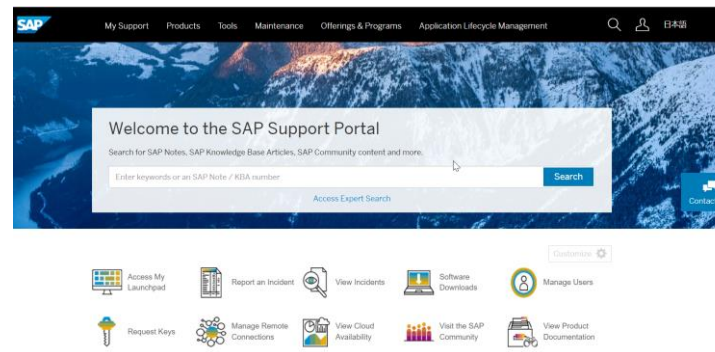 SAP My Support Products Tools Maintenance Offerings & Programs Application Lifecycle Management 日本語
Welcome to the SAP Support Portal
Search for SAP Notes, SAP Knowledge Base Articles, SAP Community content and more.
Enter keywords or an SAP Note / KBA number
Search
Access Expert Search
Contact
Customize
Access My Launchpad
Report an Incident
View Incidents
Software Downloads
Manage Users
Request Keys
Manage Remote Connections
View Cloud Availability
Visit the SAP Community
View Product Documentation